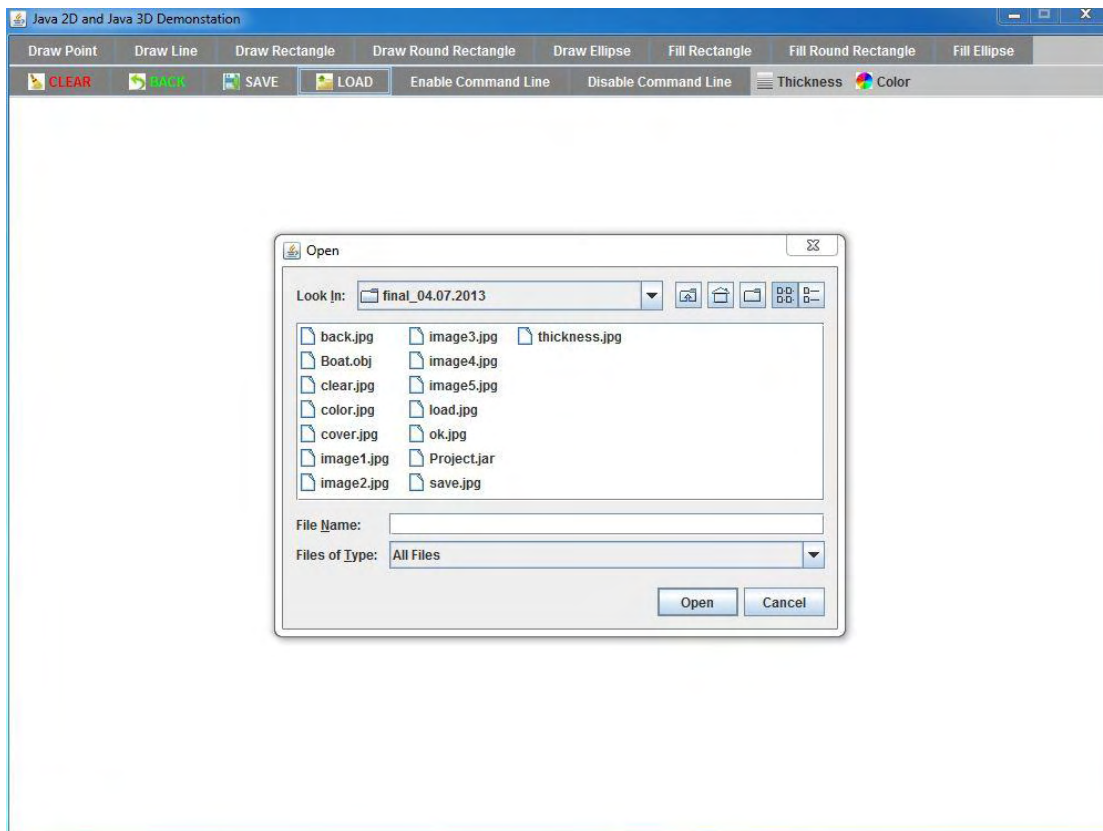 Java 2D and Java 3D Demonstation
Draw Point Draw Line Draw Rectangle Draw Round Rectangle Draw Ellipse Fill Rectangle Fill Round Rectangle Fill Ellipse
CLEAR BACK SAVE LOAD Enable Command Line Disable Command Line Thickness Color
Open
Look In: final_04.07.2013
back.jpg image3.jpg thickness.jpg
Boat.obj image4.jpg
clear.jpg image5.jpg
color.jpg load.jpg
cover.jpg ok.jpg
image1.jpg Project.jar
image2.jpg save.jpg
File Name:
Files of Type: All Files
Open Cancel